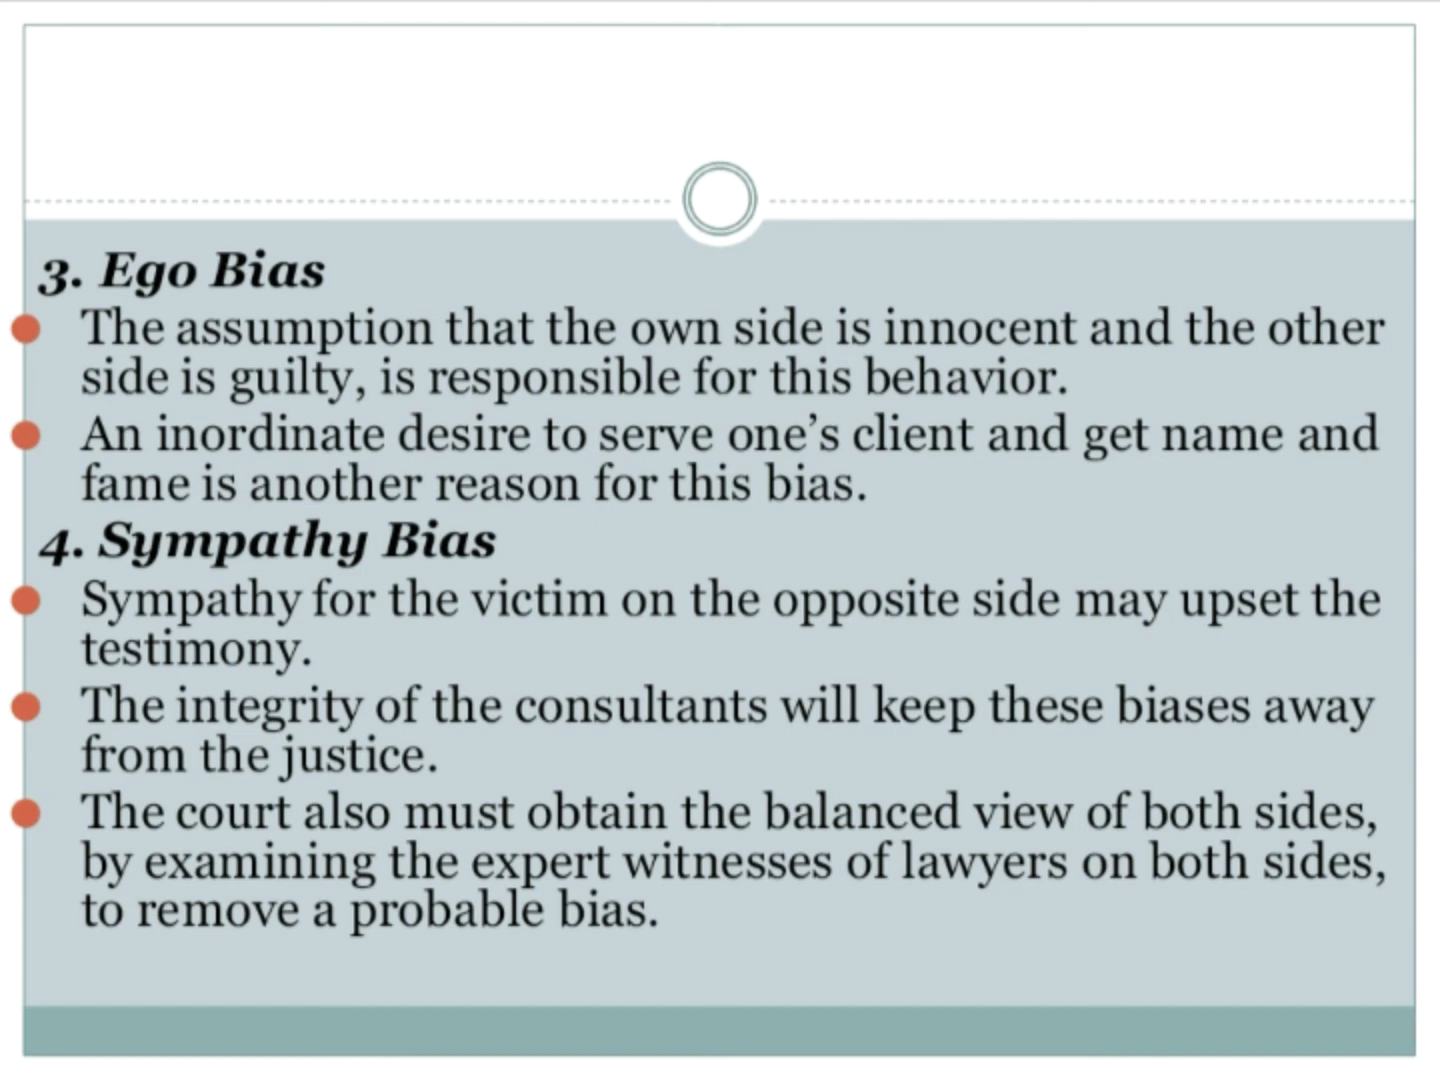 3. Ego Bias
The assumption that the own side is innocent and the other
side is guilty, is responsible for this behavior.
An inordinate desire to serve one’s client and get name and
fame is another reason for this bias.
4. Sympathy Bias
Sympathy for the victim on the opposite side may upset the
testimony.
The integrity of the consultants will keep these biases away
from the justice.
The court also must obtain the balanced view of both sides,
by examining the expert witnesses of lawyers on both sides,
to remove a probable bias.